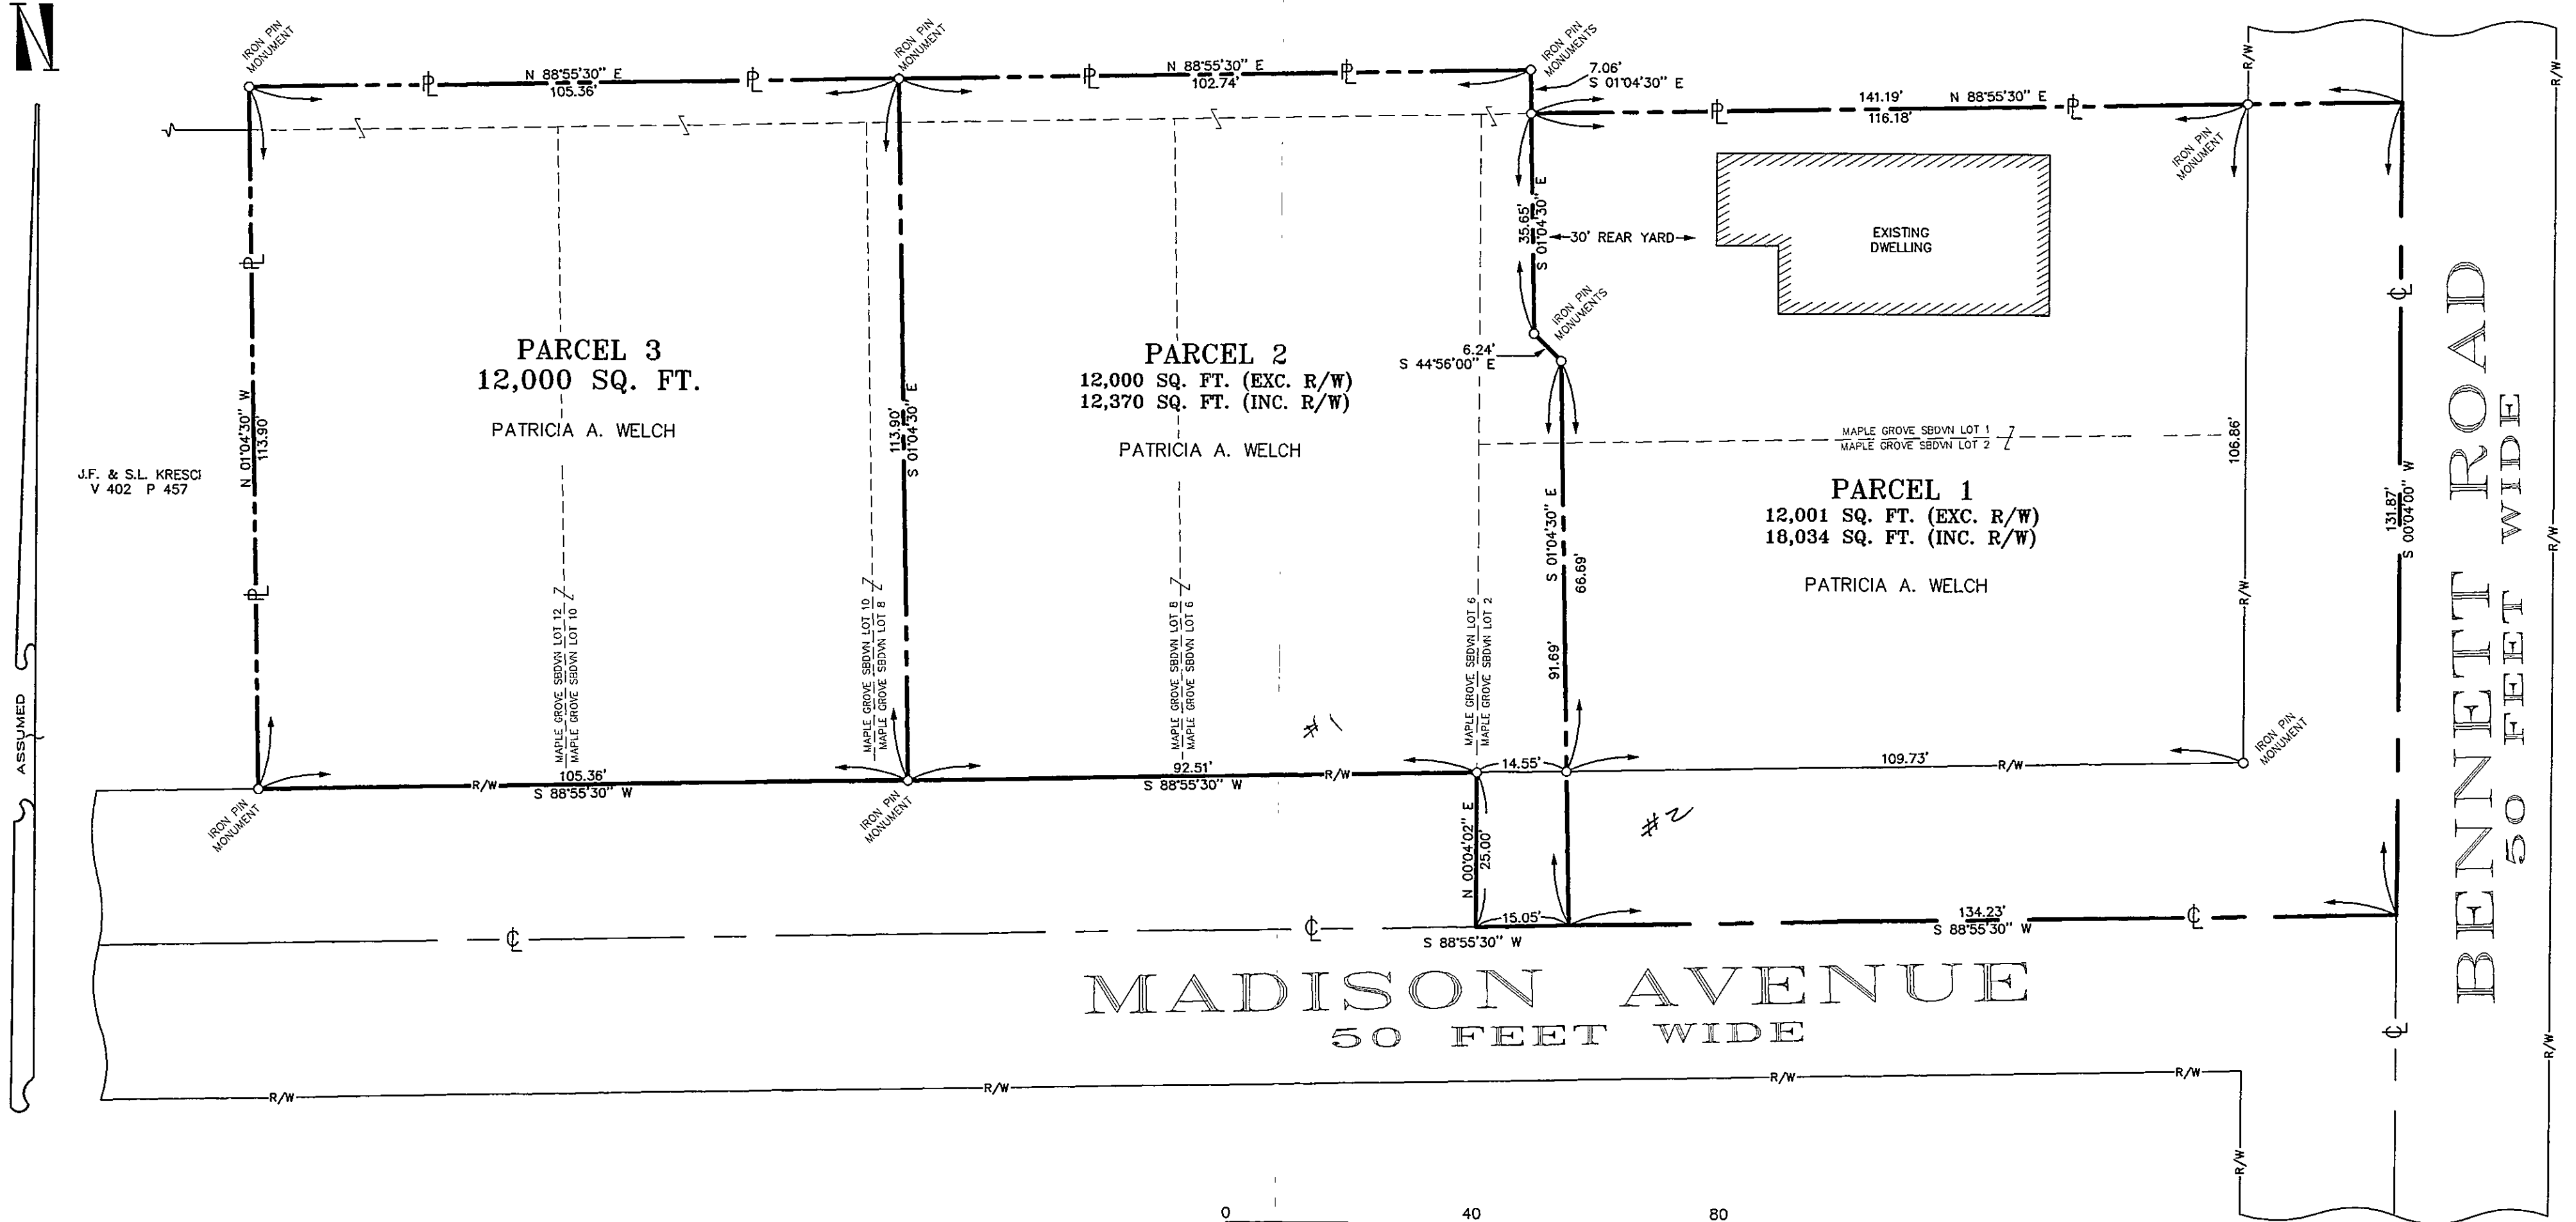 N
IRON PIN
MONUMENT
IRON PIN
MONUMENT
IRON PIN
MONUMENTS
N 88°55'30" E
105.36'
N 88°55'30" E
102.74'
7.06'
S 01°04'30" E
141.19'
N 88°55'30" E
116.18'
IRON PIN
MONUMENT
R/W
R/W
35.65'
S 01°04'30" E
30' REAR YARD
EXISTING
DWELLING
IRON PIN
MONUMENTS
6.24'
S 44°56'00" E
PARCEL 3
12,000 SQ. FT.
PATRICIA A. WELCH
PARCEL 2
12,000 SQ. FT. (EXC. R/W)
12,370 SQ. FT. (INC. R/W)
PATRICIA A. WELCH
MAPLE GROVE SBDVN LOT 1
MAPLE GROVE SBDVN LOT 2
PARCEL 1
12,001 SQ. FT. (EXC. R/W)
18,034 SQ. FT. (INC. R/W)
PATRICIA A. WELCH
J.F. & S.L. KRESCI
V 402 P 457
N 01°04'30" W
113.90'
113.90'
S 01°04'30" E
S 01°04'30" E
66.69'
91.69'
106.86'
131.87'
S 00°04'00" W
R/W
R/W
BENNETT ROAD
50 FEET WIDE
MAPLE GROVE SBDVN LOT 12
MAPLE GROVE SBDVN LOT 10
MAPLE GROVE SBDVN LOT 10
MAPLE GROVE SBDVN LOT 8
MAPLE GROVE SBDVN LOT 8
MAPLE GROVE SBDVN LOT 6
MAPLE GROVE SBDVN LOT 6
MAPLE GROVE SBDVN LOT 2
ASSUMED
#1
#2
IRON PIN
MONUMENT
R/W
105.36'
S 88°55'30" W
IRON PIN
MONUMENT
92.51'
S 88°55'30" W
R/W
14.55'
109.73'
R/W
IRON PIN
MONUMENT
N 00°04'02" E
25.00'
15.05'
S 88°55'30" W
134.23'
S 88°55'30" W
MADISON AVENUE
50 FEET WIDE
R/W
R/W
R/W
R/W
R/W
R/W
0 40 80